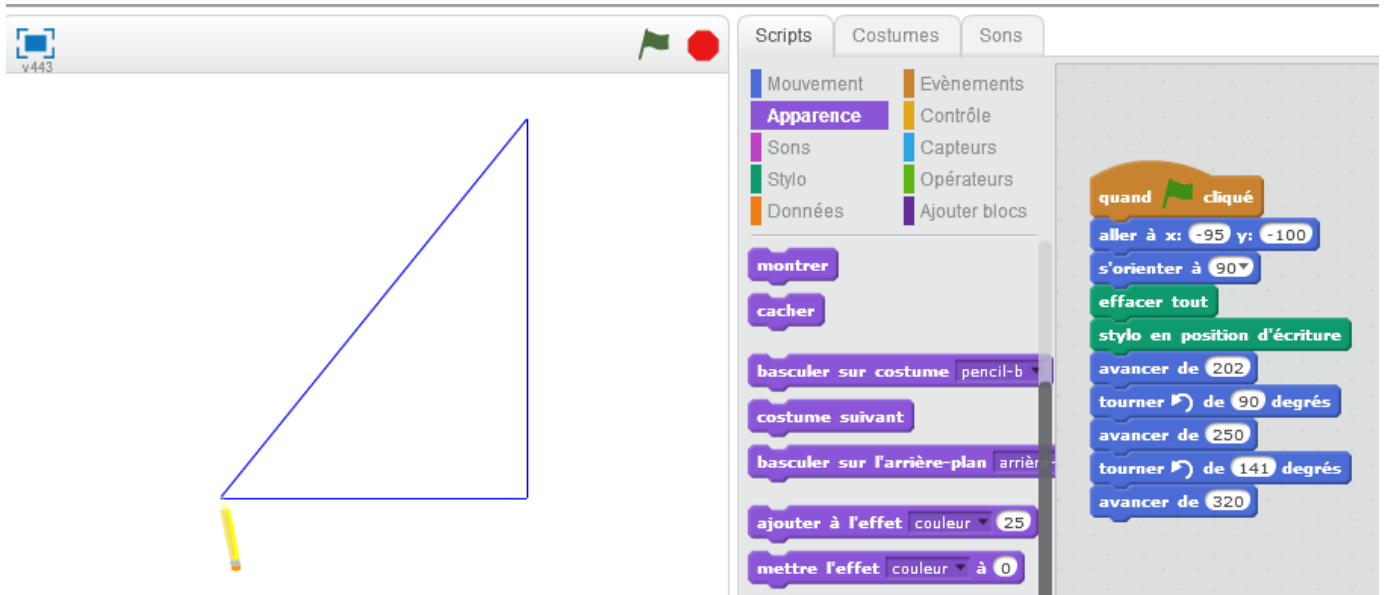 v443
Scripts Costumes Sons
Mouvement Evènements
Apparence Contrôle
Sons Capteurs
Stylo Opérateurs
Données Ajouter blocs
montrer
cacher
basculer sur costume pencil-b
costume suivant
basculer sur l'arrière-plan arrière-
ajouter à l'effet couleur 25
mettre l'effet couleur à 0
quand cliqué
aller à x: -95 y: -100
s'orienter à 90
effacer tout
stylo en position d'écriture
avancer de 202
tourner de 90 degrés
avancer de 250
tourner de 141 degrés
avancer de 320